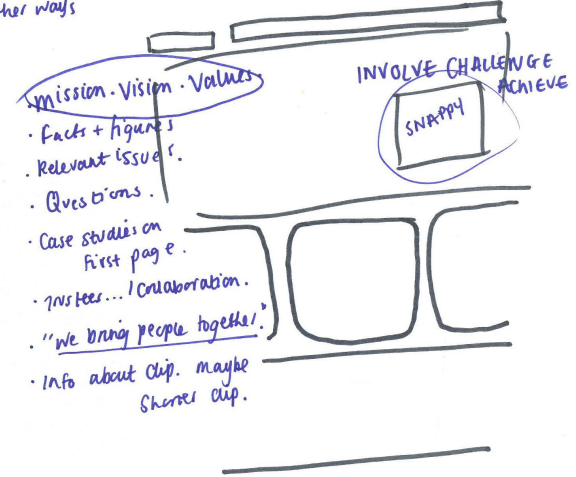 her ways
mission. Vision. Values.
INVOLVE CHALLENGE
ACHIEVE
SNAPPY
· Facts + figures
· Relevant issues.
· Questions.
· Case studies on
first page.
· Trustees... / Collaboration.
· "We bring people together."
· Info about clip. maybe
Shorter clip.